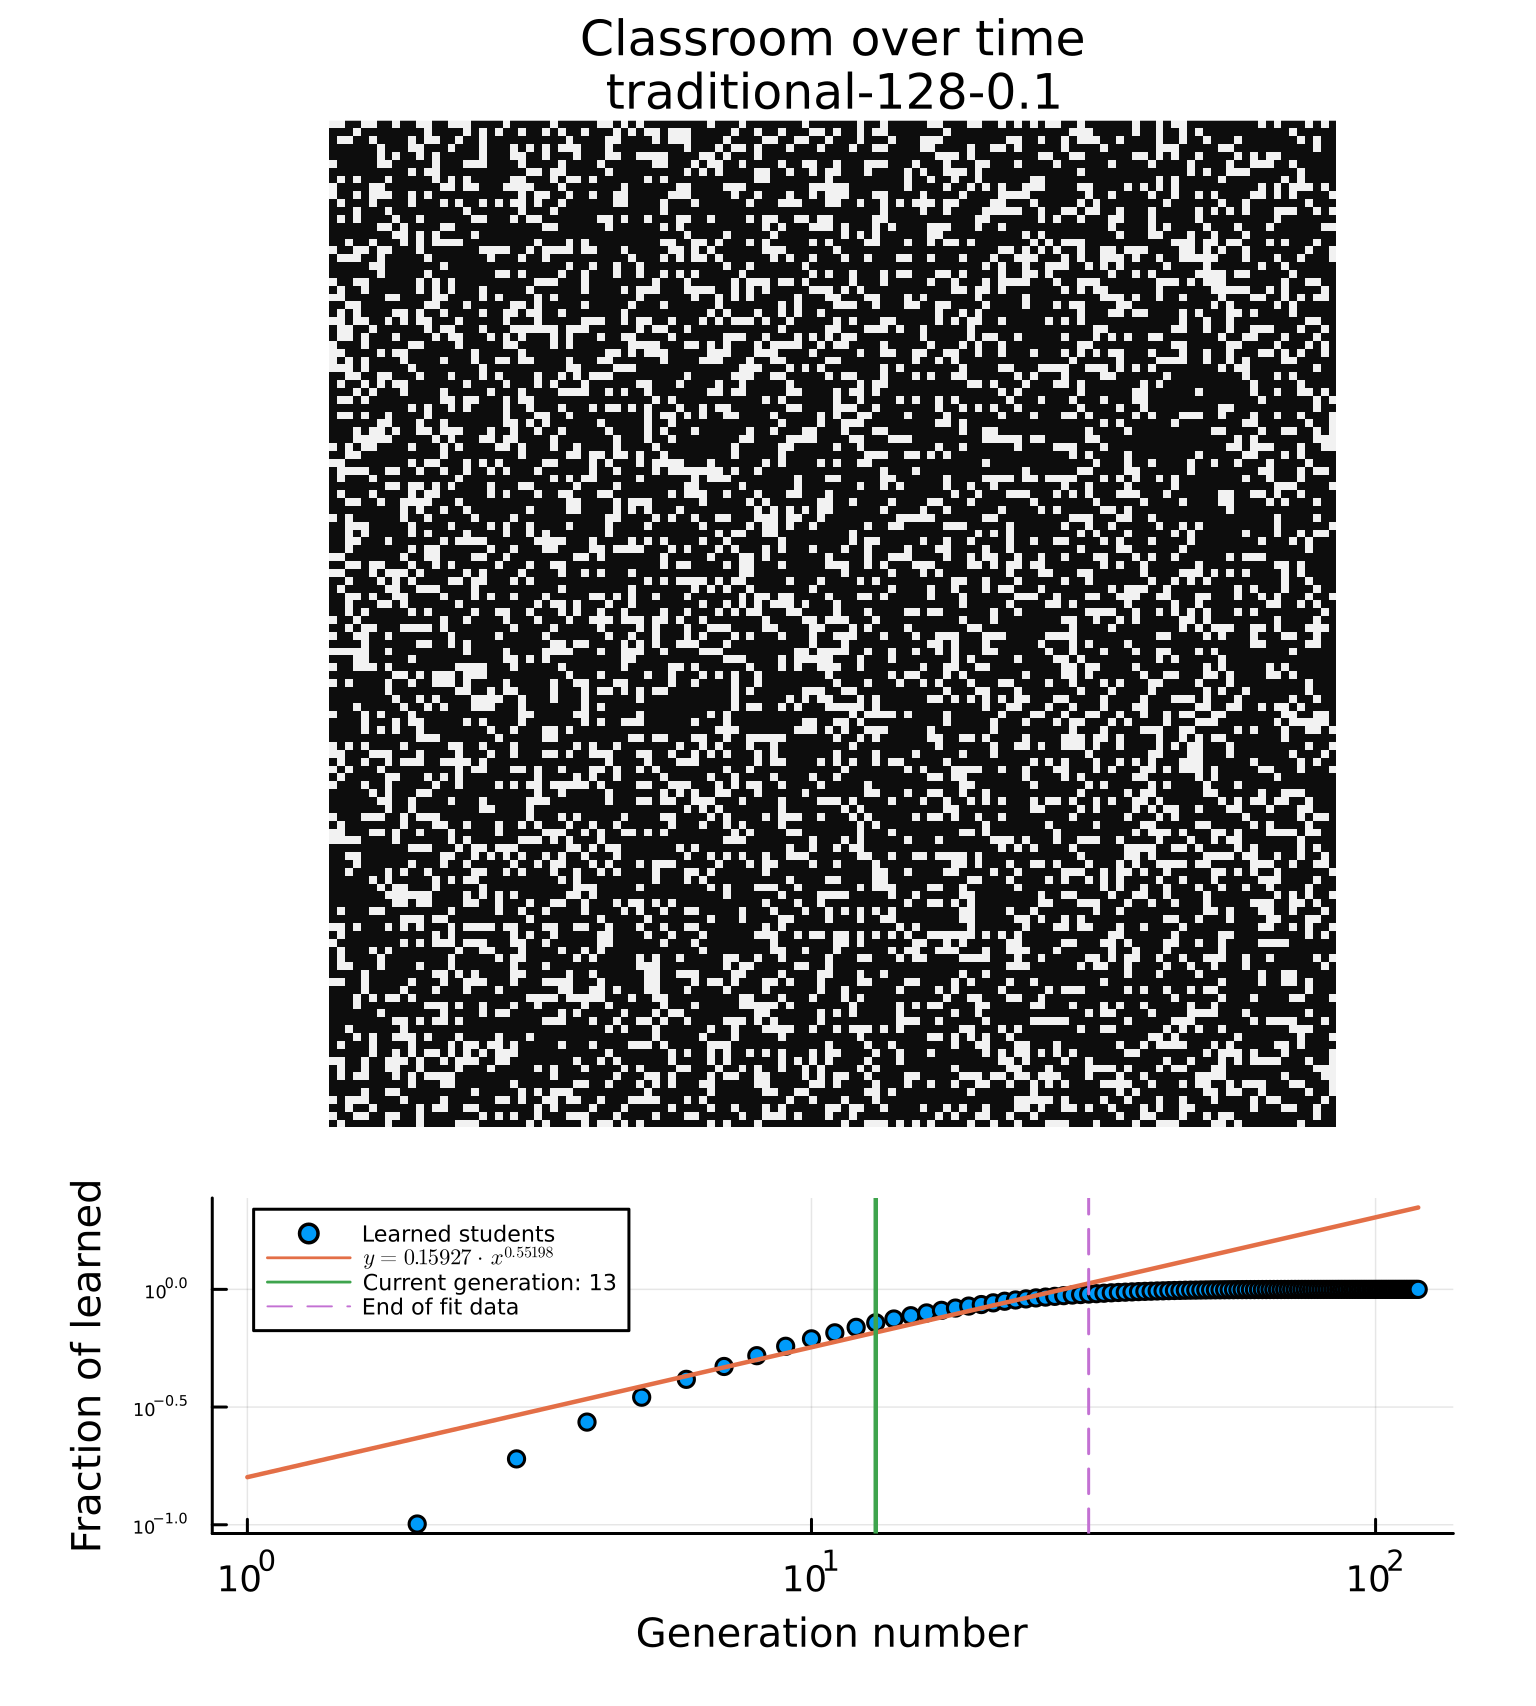 Classroom over time
traditional-128-0.1
Fraction of learned
Learned students
y = 0.15927 · x^0.55198
Current generation: 13
End of fit data
10^0.0
10^−0.5
10^−1.0
10^0 10^1 10^2
Generation number